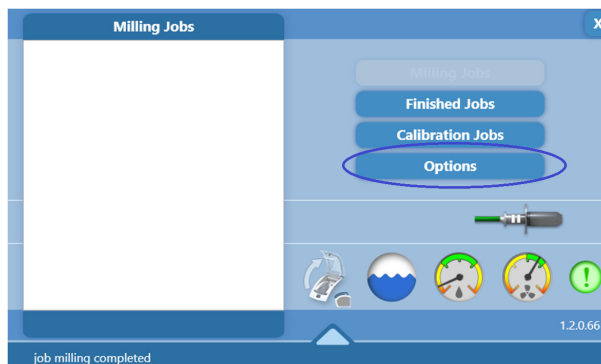 Milling Jobs
X
Milling Jobs
Finished Jobs
Calibration Jobs
Options
1.2.0.66
job milling completed